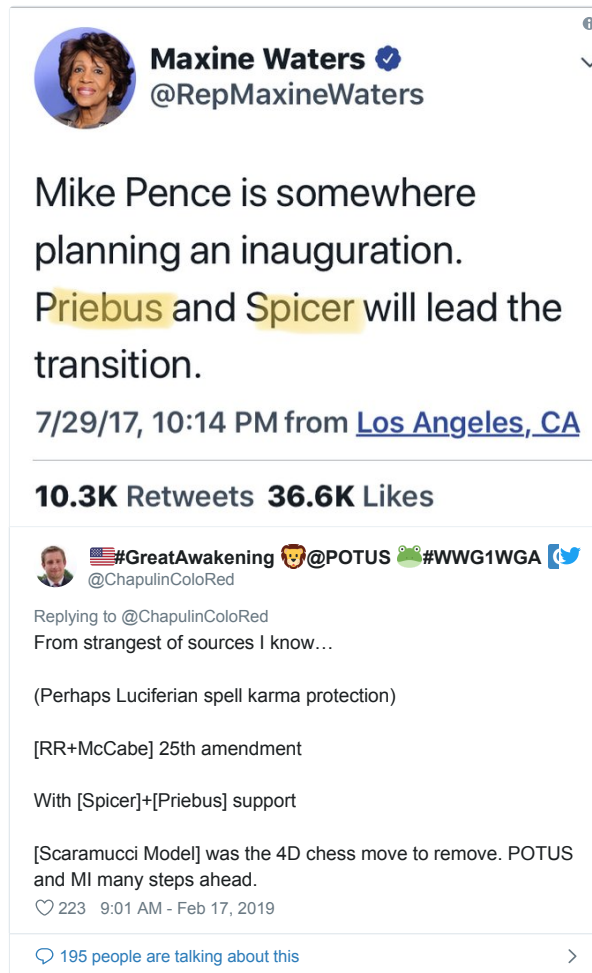 Maxine Waters
@RepMaxineWaters
Mike Pence is somewhere
planning an inauguration.
Priebus and Spicer will lead the
transition.
7/29/17, 10:14 PM from Los Angeles, CA
10.3K Retweets 36.6K Likes
🇺🇸#GreatAwakening 🦁@POTUS 🐸#WWG1WGA
@ChapulinColoRed
Replying to @ChapulinColoRed
From strangest of sources I know…
(Perhaps Luciferian spell karma protection)
[RR+McCabe] 25th amendment
With [Spicer]+[Priebus] support
[Scaramucci Model] was the 4D chess move to remove. POTUS
and MI many steps ahead.
223 9:01 AM - Feb 17, 2019
195 people are talking about this